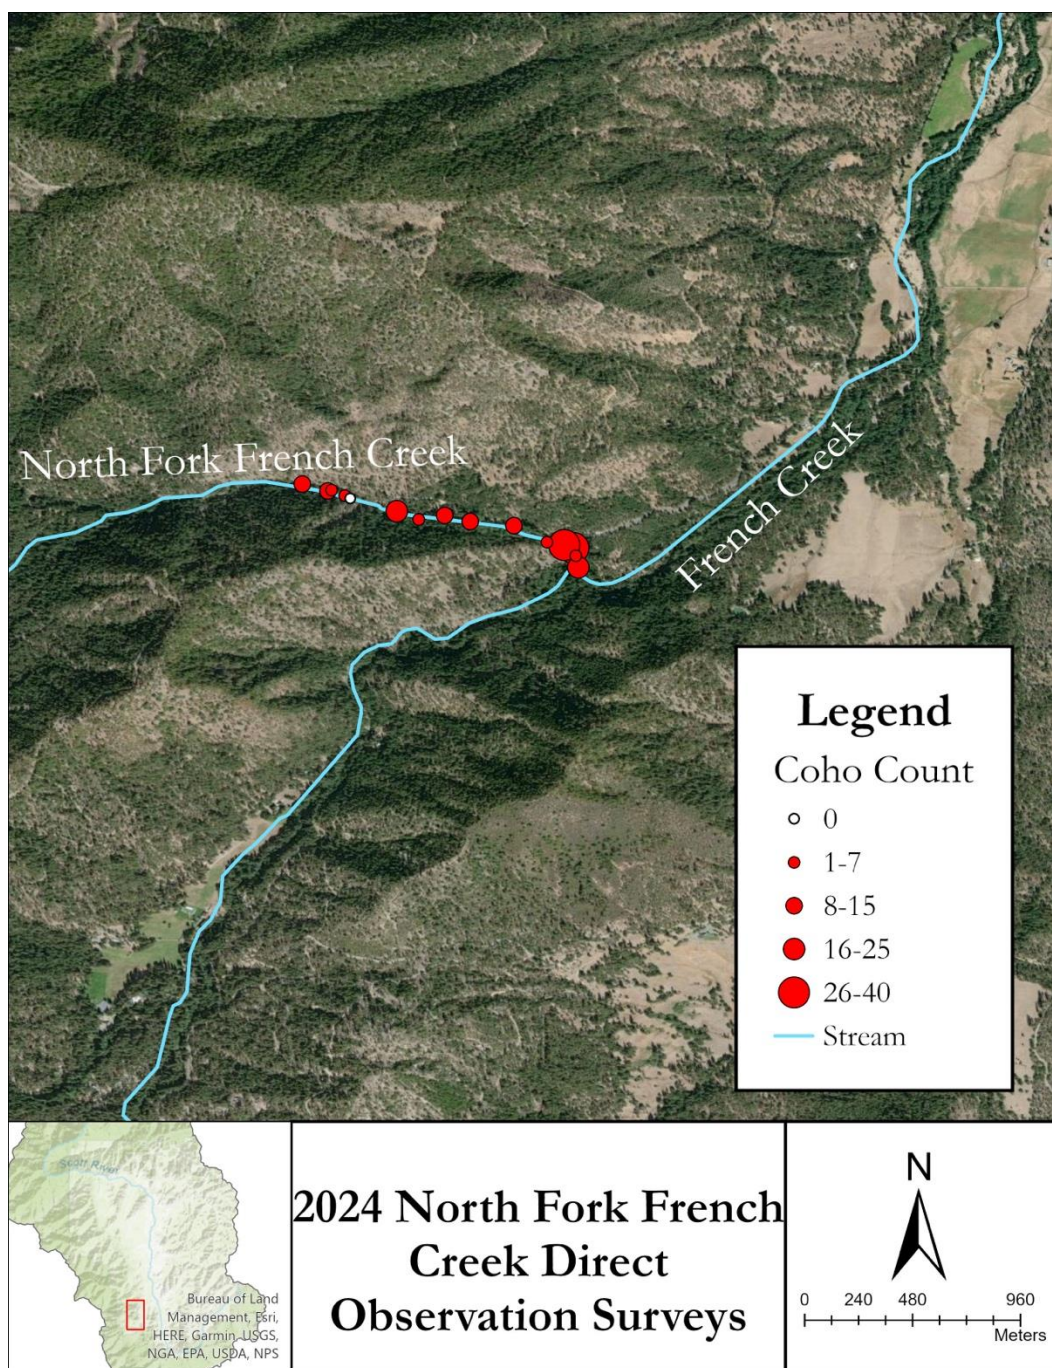 North Fork French Creek
French Creek
Legend
Coho Count
0
1-7
8-15
16-25
26-40
Stream
Scott River
Bureau of Land
Management, Esri,
HERE, Garmin, USGS,
NGA, EPA, USDA, NPS
2024 North Fork French
Creek Direct
Observation Surveys
N
0 240 480 960
Meters